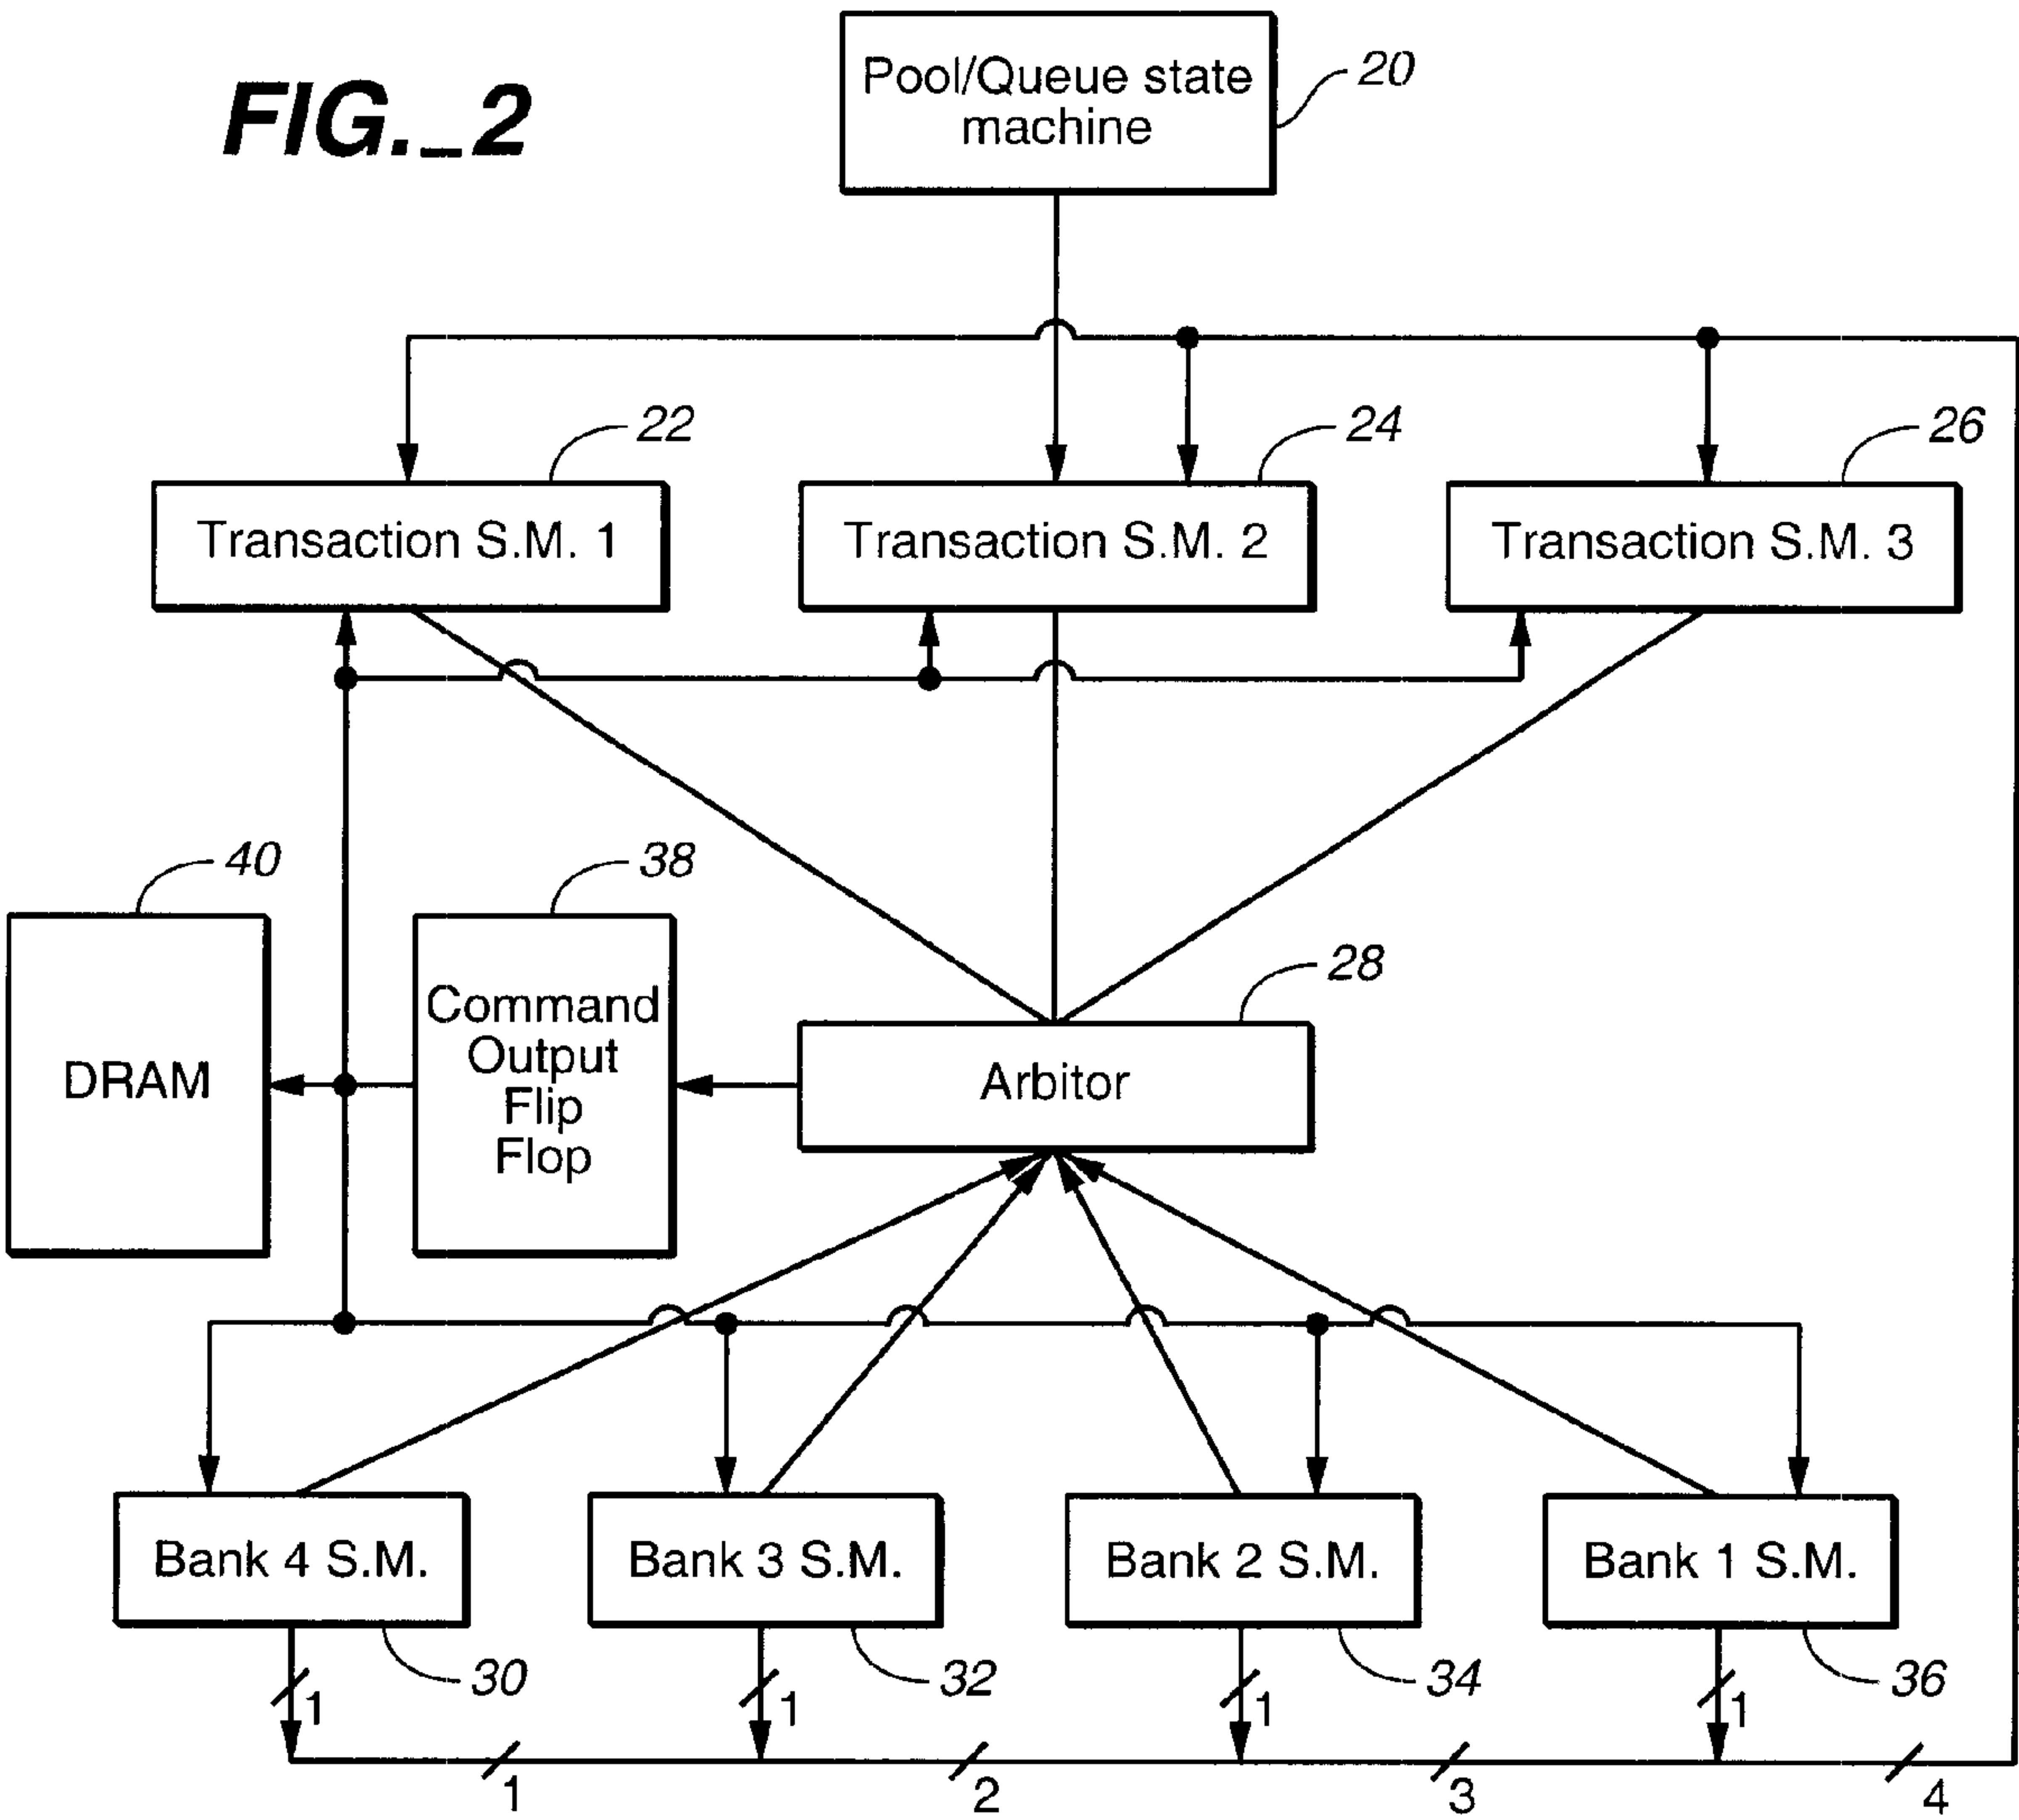 FIG._2
Pool/Queue state
machine
20
22
24
26
Transaction S.M. 1
Transaction S.M. 2
Transaction S.M. 3
40
38
28
DRAM
Command
Output
Flip
Flop
Arbitor
Bank 4 S.M.
Bank 3 S.M.
Bank 2 S.M.
Bank 1 S.M.
30
32
34
36
1
1
1
1
1
2
3
4